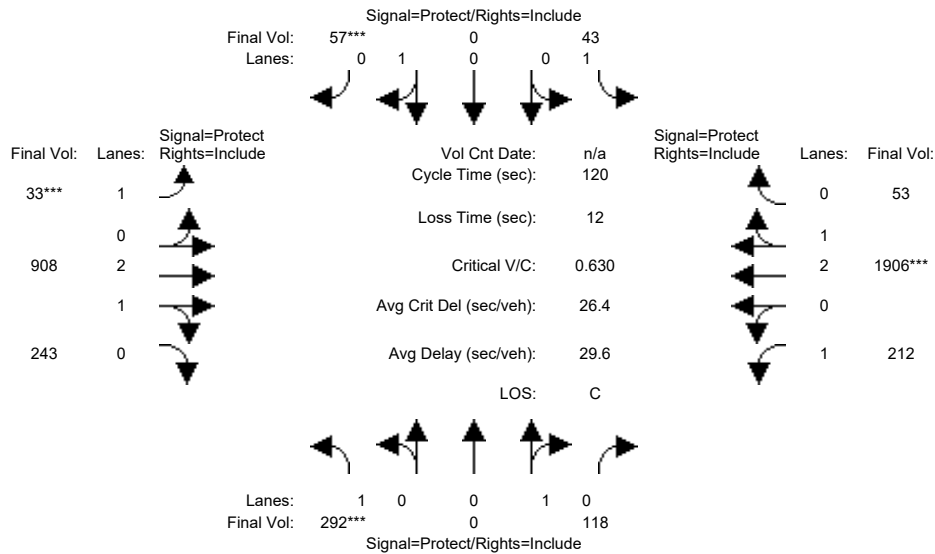 Signal=Protect/Rights=Include
Final Vol: 57*** 0 43
Lanes: 0 1 0 0 1
Signal=Protect
Final Vol: Lanes: Rights=Include
Vol Cnt Date: n/a
Signal=Protect
Rights=Include Lanes: Final Vol:
Cycle Time (sec): 120
33*** 1
0 53
Loss Time (sec): 12
0
1
908 2
Critical V/C: 0.630
2 1906***
1
Avg Crit Del (sec/veh): 26.4
0
243 0
Avg Delay (sec/veh): 29.6
1 212
LOS: C
Lanes: 1 0 0 1 0
Final Vol: 292*** 0 118
Signal=Protect/Rights=Include